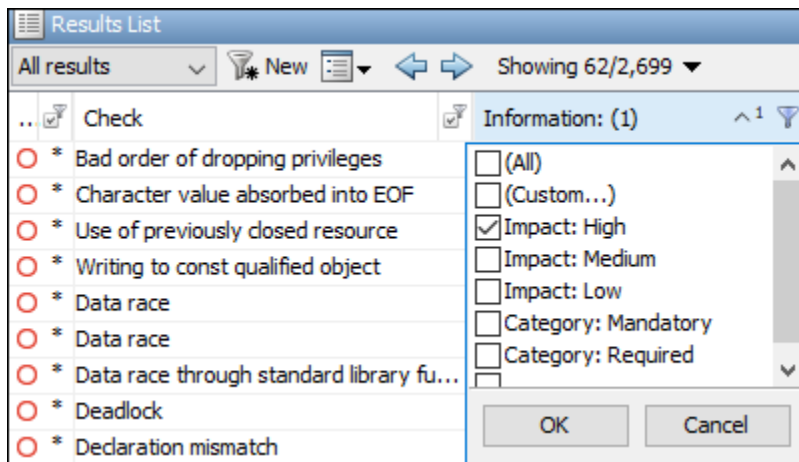 Results List
All results New Showing 62/2,699
... Check Information: (1) 1
* Bad order of dropping privileges
* Character value absorbed into EOF
* Use of previously closed resource
* Writing to const qualified object
* Data race
* Data race
* Data race through standard library fu...
* Deadlock
* Declaration mismatch
(All)
(Custom...)
Impact: High
Impact: Medium
Impact: Low
Category: Mandatory
Category: Required
OK Cancel